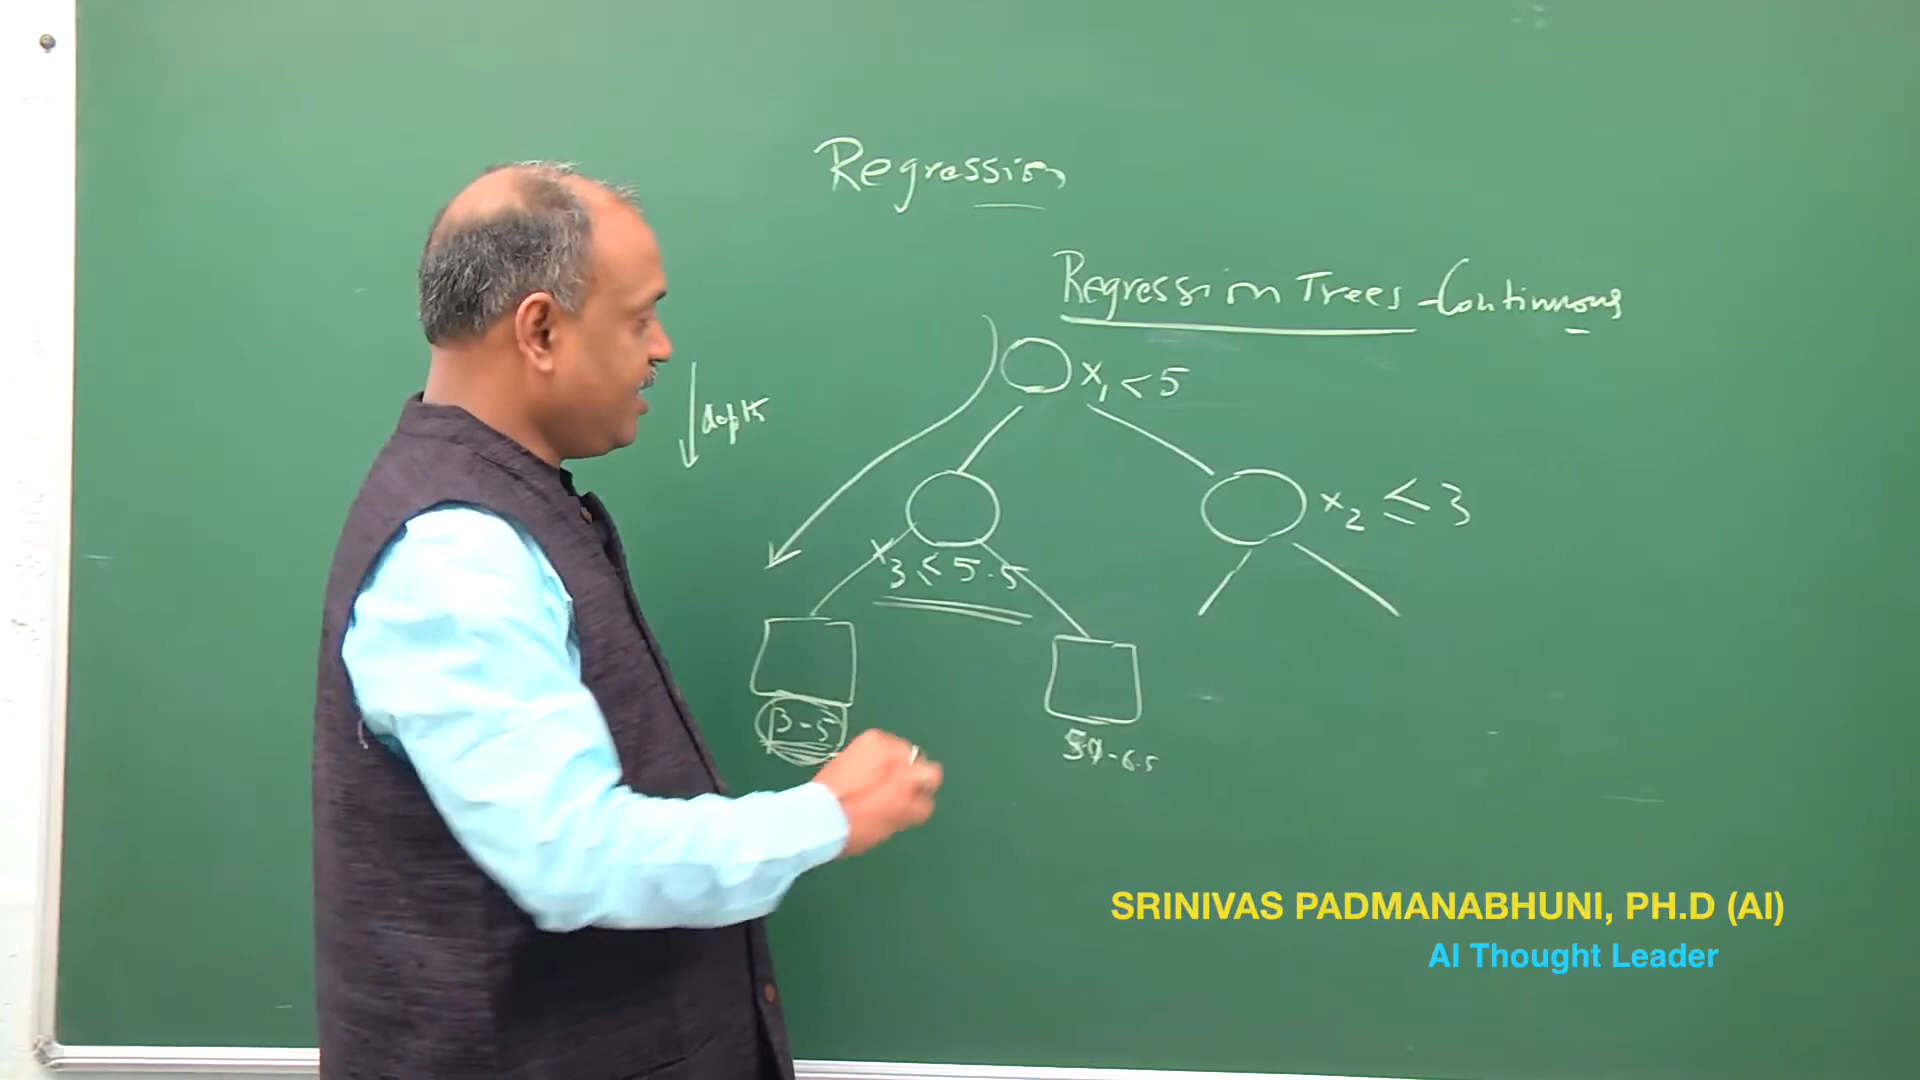 Regression
Regression Trees - Continuous
x1 < 5
depth
x2 ≤ 3
x3 ≤ 5.5
3-5
SRINIVAS PADMANABHUNI, PH.D (AI)
AI Thought Leader